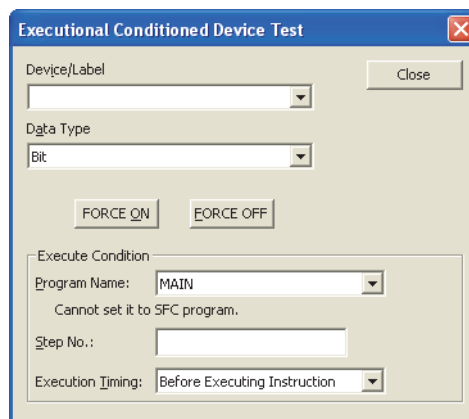 Executional Conditioned Device Test
Device/Label
Close
Data Type
Bit
FORCE ON
FORCE OFF
Execute Condition
Program Name:
MAIN
Cannot set it to SFC program.
Step No.:
Execution Timing:
Before Executing Instruction